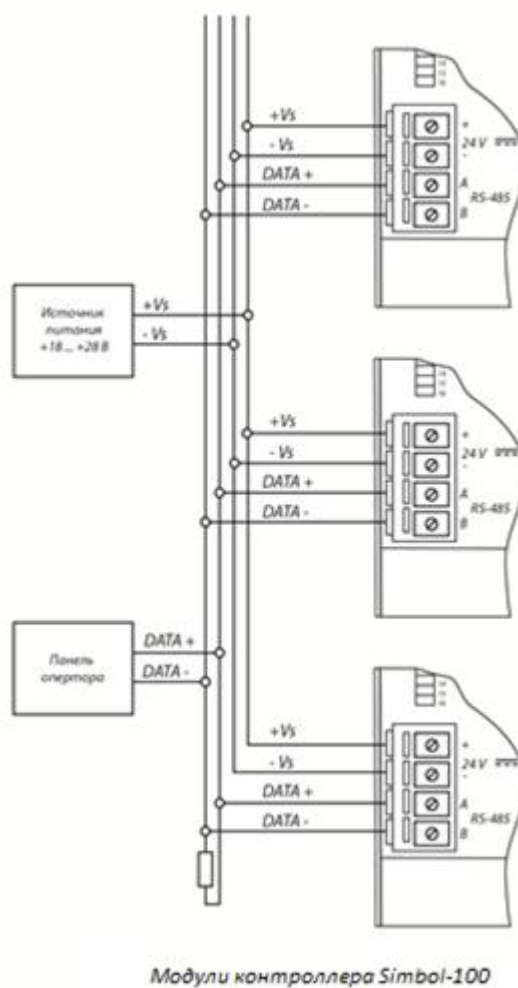 +Vs
- Vs
DATA +
DATA -
+
24 V
-
A
RS-485
B
Источник
питания
+18 ... +28 В
+Vs
- Vs
+Vs
- Vs
DATA +
DATA -
+
24 V
-
A
RS-485
B
Панель
опертора
DATA +
DATA -
+Vs
- Vs
DATA +
DATA -
+
24 V
-
A
RS-485
B
Модули контроллера Simbol-100